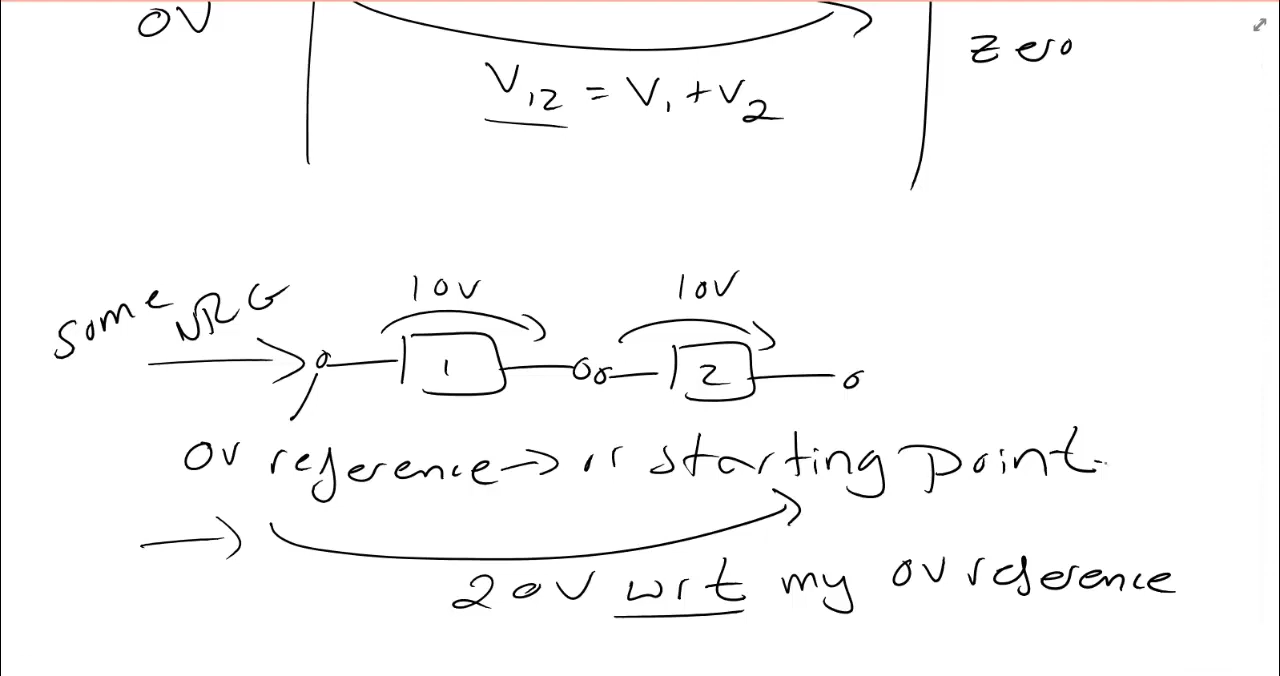 0V
zero
V12 = V1 + V2
some NRG
10V 10V
1 2
0V reference → or starting point.
→
20V wrt my 0V reference